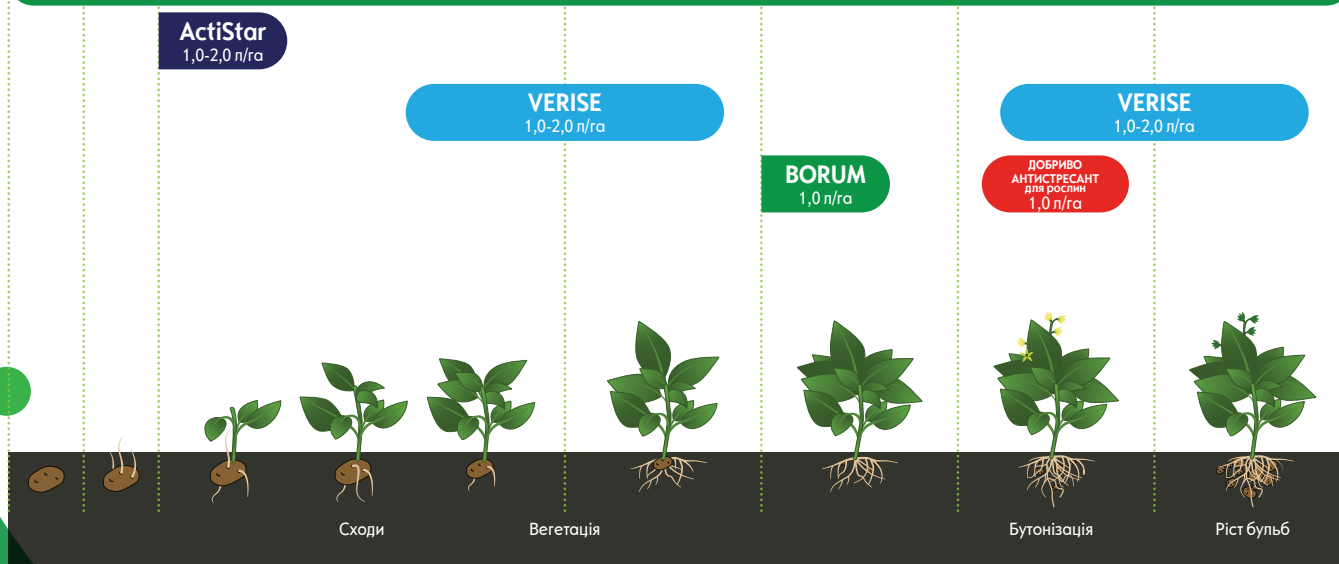 ActiStar
1,0-2,0 л/га
VERISE
1,0-2,0 л/га
VERISE
1,0-2,0 л/га
BORUM
1,0 л/га
ДОБРИВО
АНТИСТРЕСАНТ
для рослин
1,0 л/га
Сходи
Вегетація
Бутонізація
Ріст бульб